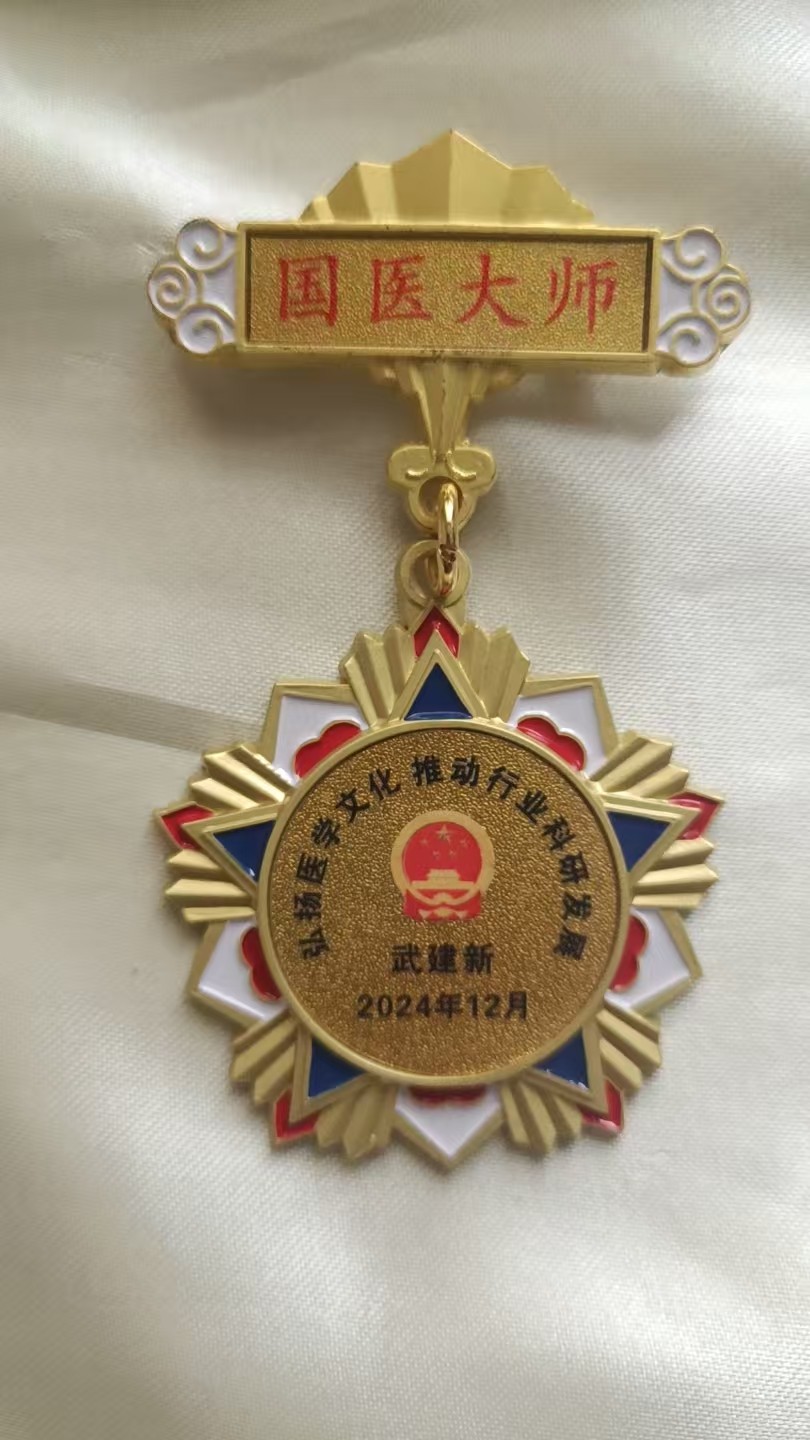 国医大师
弘扬医学文化 推动行业科研发展
武建新
2024年12月